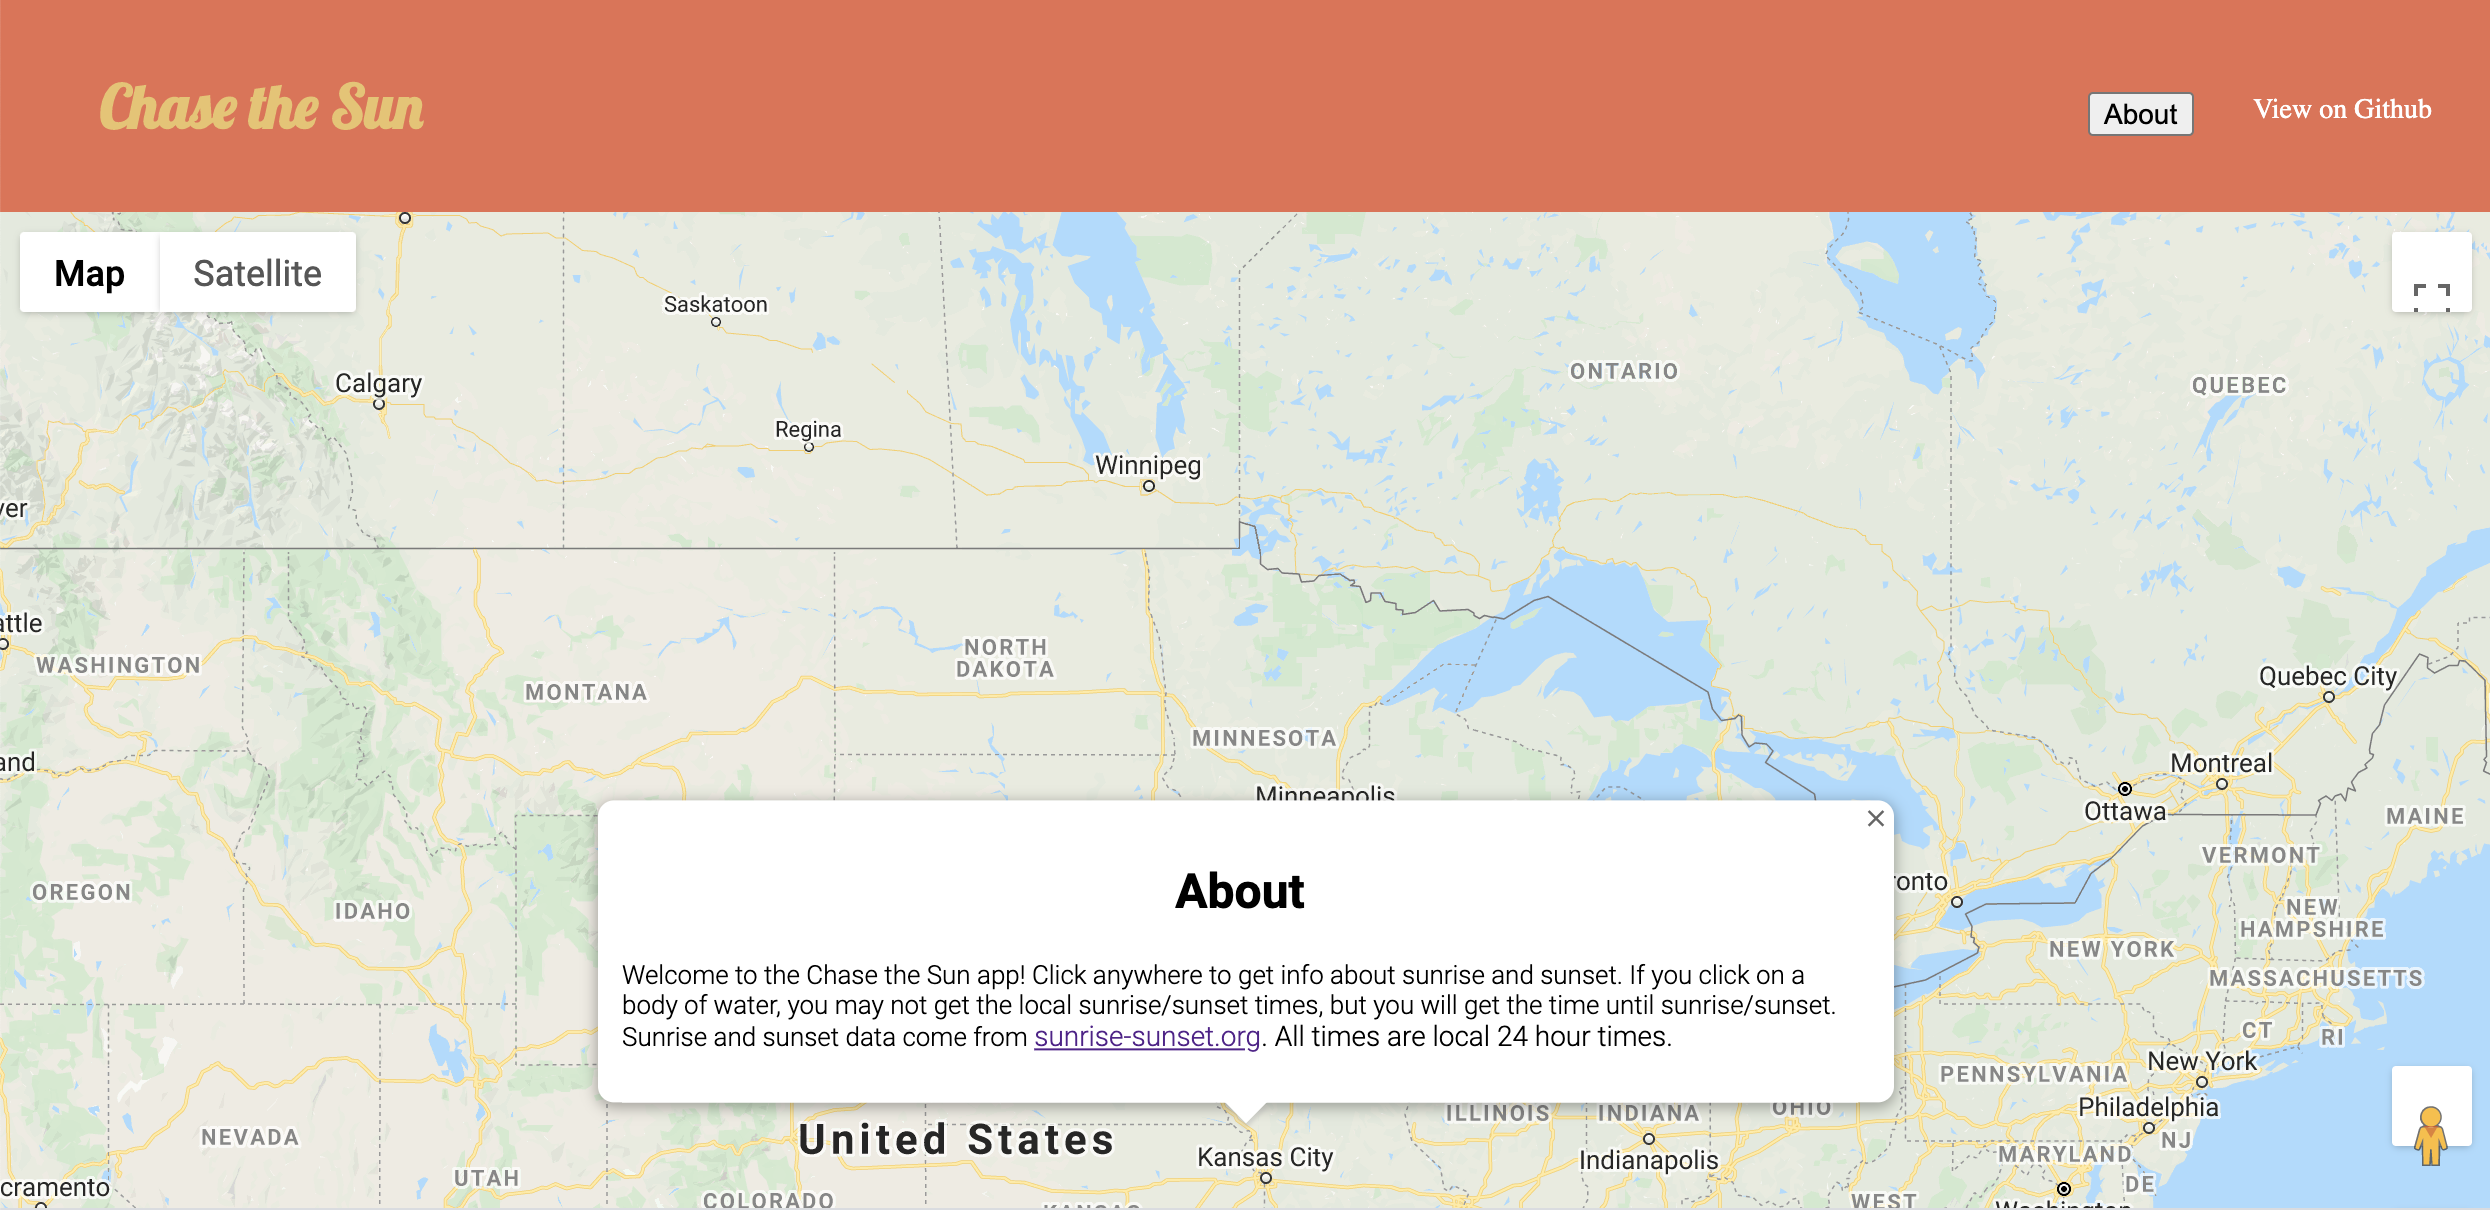 Chase the Sun
About
View on Github
Map
Satellite
Saskatoon
ONTARIO
Calgary
QUEBEC
Regina
Winnipeg
ver
attle
NORTH
DAKOTA
WASHINGTON
Quebec City
MONTANA
MINNESOTA
and
Montreal
Minneapolis
Ottawa
MAINE
VERMONT
onto
OREGON
IDAHO
NEW
HAMPSHIRE
NEW YORK
MASSACHUSETTS
About
Welcome to the Chase the Sun app! Click anywhere to get info about sunrise and sunset. If you click on a
body of water, you may not get the local sunrise/sunset times, but you will get the time until sunrise/sunset.
Sunrise and sunset data come from sunrise-sunset.org. All times are local 24 hour times.
CT
RI
New York
PENNSYLVANIA
ILLINOIS
INDIANA
OHIO
Philadelphia
NEVADA
United States
NJ
Kansas City
Indianapolis
MARYLAND
UTAH
DE
cramento
COLORADO
KANSAS
WEST
Washington